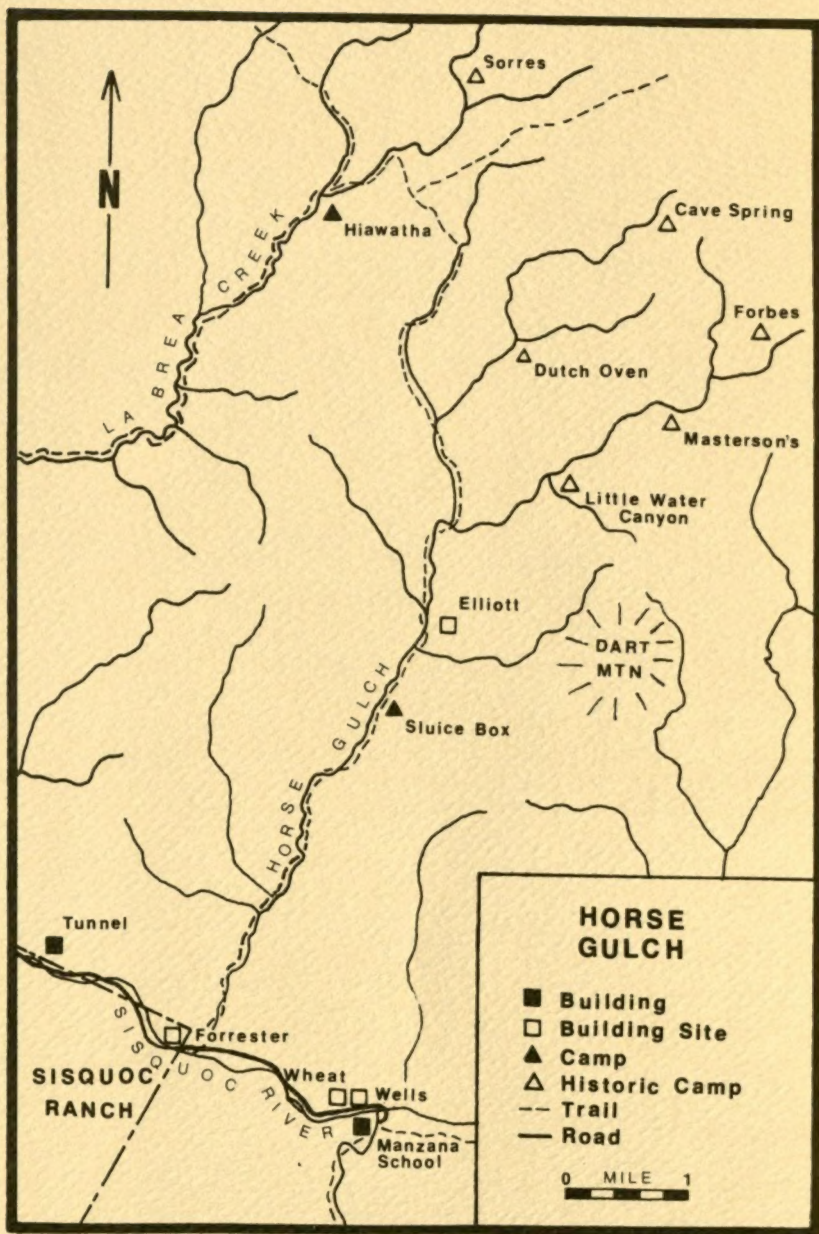 Sorres
N
Hiawatha
Cave Spring
LA BREA CREEK
Forbes
Dutch Oven
Masterson's
Little Water
Canyon
Elliott
DART
MTN
Sluice Box
HORSE GULCH
Tunnel
Forrester
SISQUOC RIVER
SISQUOC
RANCH
Wheat
Wells
Manzana
School
HORSE
GULCH
Building
Building Site
Camp
Historic Camp
Trail
Road
0 MILE 1